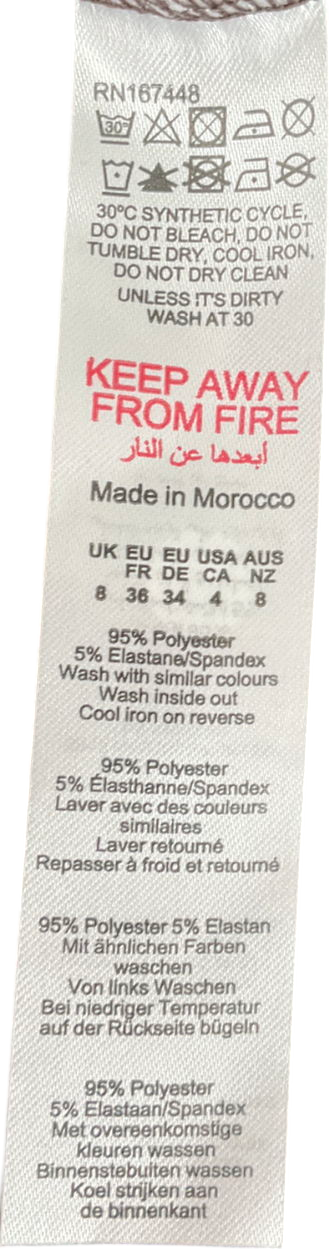 RN167448
30°
30°C SYNTHETIC CYCLE,
DO NOT BLEACH, DO NOT
TUMBLE DRY, COOL IRON,
DO NOT DRY CLEAN
UNLESS IT'S DIRTY
WASH AT 30
KEEP AWAY
FROM FIRE
أبعدها عن النار
Made in Morocco
UK EU EU USA AUS
FR DE CA NZ
8 36 34 4 8
95% Polyester
5% Elastane/Spandex
Wash with similar colours
Wash inside out
Cool iron on reverse
95% Polyester
5% Élasthanne/Spandex
Laver avec des couleurs
similaires
Laver retourné
Repasser à froid et retourné
95% Polyester 5% Elastan
Mit ähnlichen Farben
waschen
Von links Waschen
Bei niedriger Temperatur
auf der Rückseite bügeln
95% Polyester
5% Elastaan/Spandex
Met overeenkomstige
kleuren wassen
Binnenstebuiten wassen
Koel strijken aan
de binnenkant